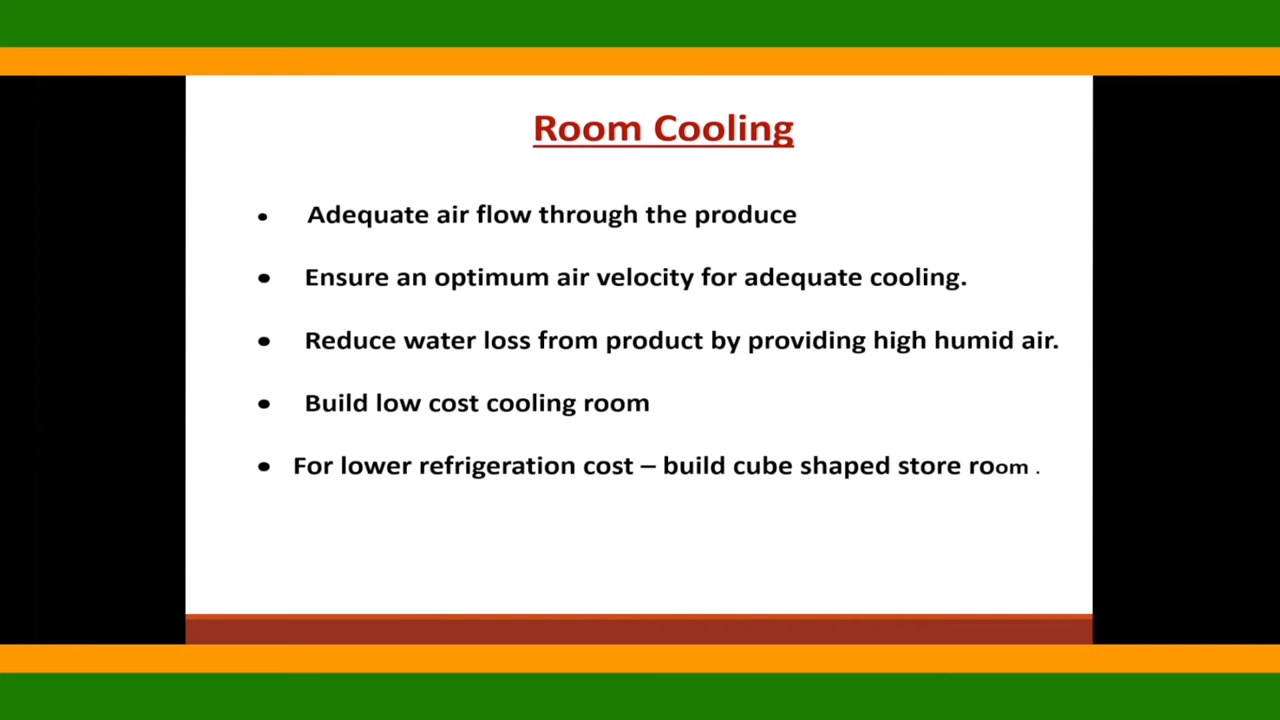 Room Cooling
• Adequate air flow through the produce
• Ensure an optimum air velocity for adequate cooling.
• Reduce water loss from product by providing high humid air.
• Build low cost cooling room
• For lower refrigeration cost – build cube shaped store room .